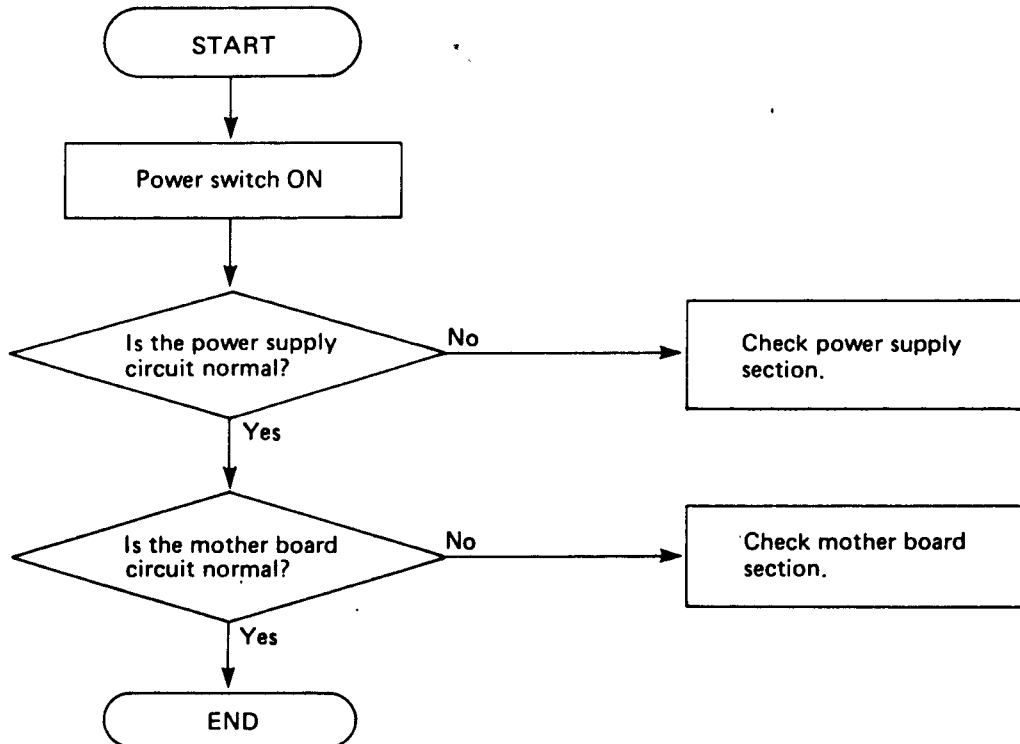 START
Power switch ON
Is the power supply
circuit normal?
No
Check power supply
section.
Yes
Is the mother board
circuit normal?
No
Check mother board
section.
Yes
END